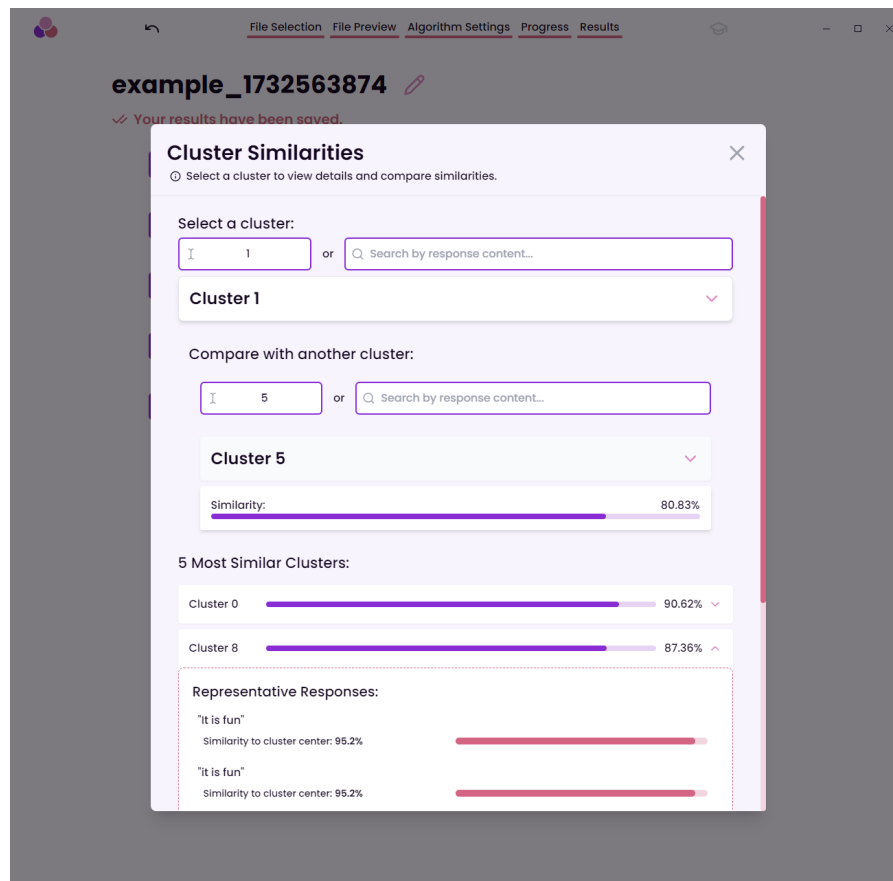 File Selection File Preview Algorithm Settings Progress Results
example_1732563874
Your results have been saved.
Cluster Similarities
Select a cluster to view details and compare similarities.
Select a cluster:
1 or Search by response content...
Cluster 1
Compare with another cluster:
5 or Search by response content...
Cluster 5
Similarity: 80.83%
5 Most Similar Clusters:
Cluster 0 90.62%
Cluster 8 87.36%
Representative Responses:
"It is fun"
Similarity to cluster center: 95.2%
"it is fun"
Similarity to cluster center: 95.2%